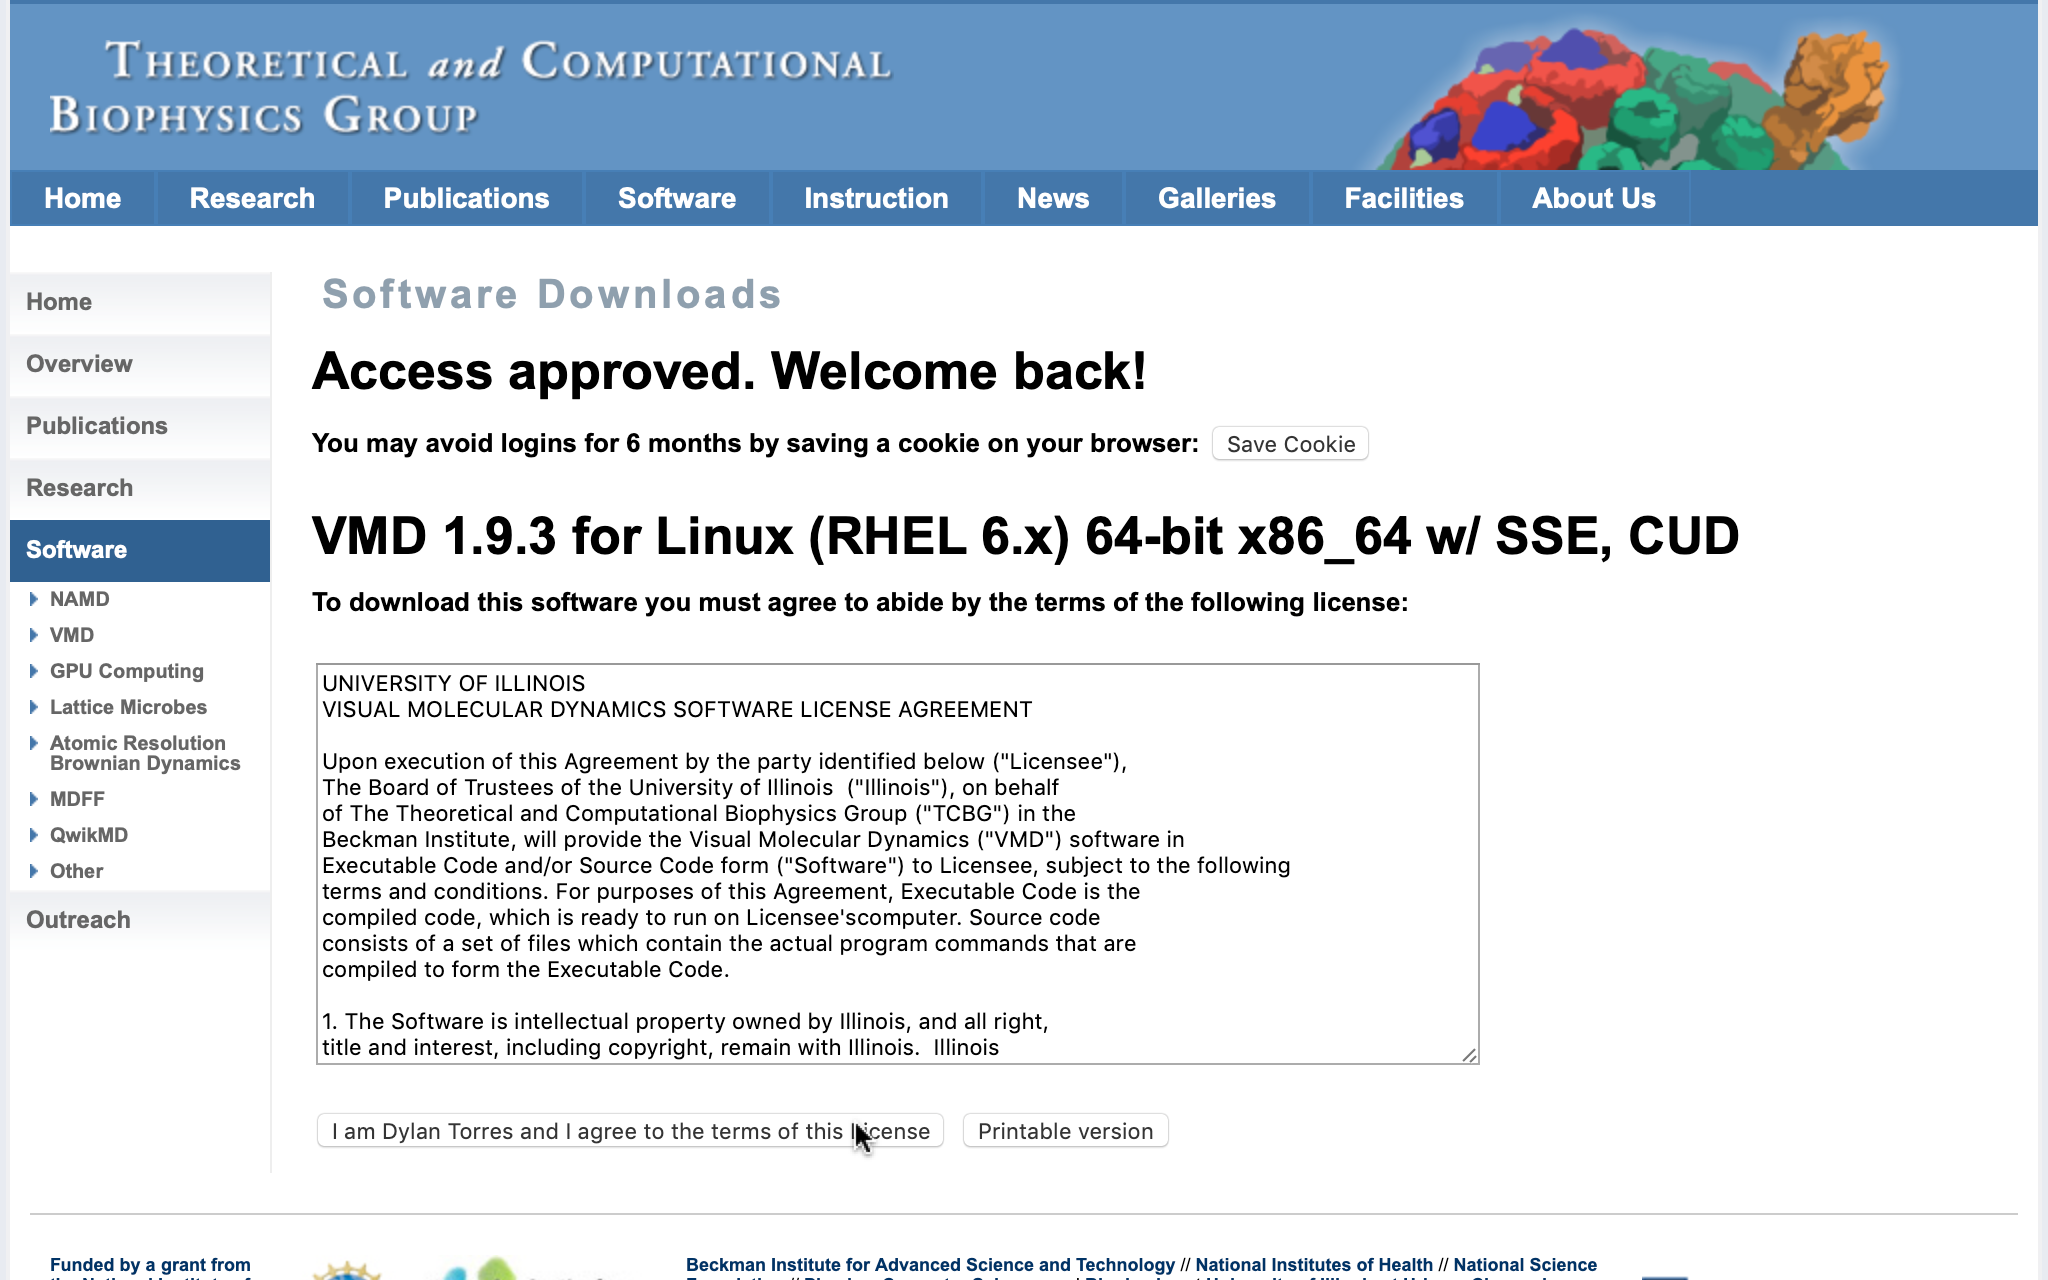 THEORETICAL and COMPUTATIONAL
BIOPHYSICS GROUP
Home Research Publications Software Instruction News Galleries Facilities About Us
Home
Overview
Publications
Research
Software
NAMD
VMD
GPU Computing
Lattice Microbes
Atomic Resolution
Brownian Dynamics
MDFF
QwikMD
Other
Outreach
Software Downloads
Access approved. Welcome back!
You may avoid logins for 6 months by saving a cookie on your browser: Save Cookie
VMD 1.9.3 for Linux (RHEL 6.x) 64-bit x86_64 w/ SSE, CUD
To download this software you must agree to abide by the terms of the following license:
UNIVERSITY OF ILLINOIS
VISUAL MOLECULAR DYNAMICS SOFTWARE LICENSE AGREEMENT
Upon execution of this Agreement by the party identified below ("Licensee"),
The Board of Trustees of the University of Illinois  ("Illinois"), on behalf
of The Theoretical and Computational Biophysics Group ("TCBG") in the
Beckman Institute, will provide the Visual Molecular Dynamics ("VMD") software in
Executable Code and/or Source Code form ("Software") to Licensee, subject to the following
terms and conditions. For purposes of this Agreement, Executable Code is the
compiled code, which is ready to run on Licensee'scomputer. Source code
consists of a set of files which contain the actual program commands that are
compiled to form the Executable Code.
1. The Software is intellectual property owned by Illinois, and all right,
title and interest, including copyright, remain with Illinois.  Illinois
I am Dylan Torres and I agree to the terms of this license Printable version
Funded by a grant from
Beckman Institute for Advanced Science and Technology // National Institutes of Health // National Science